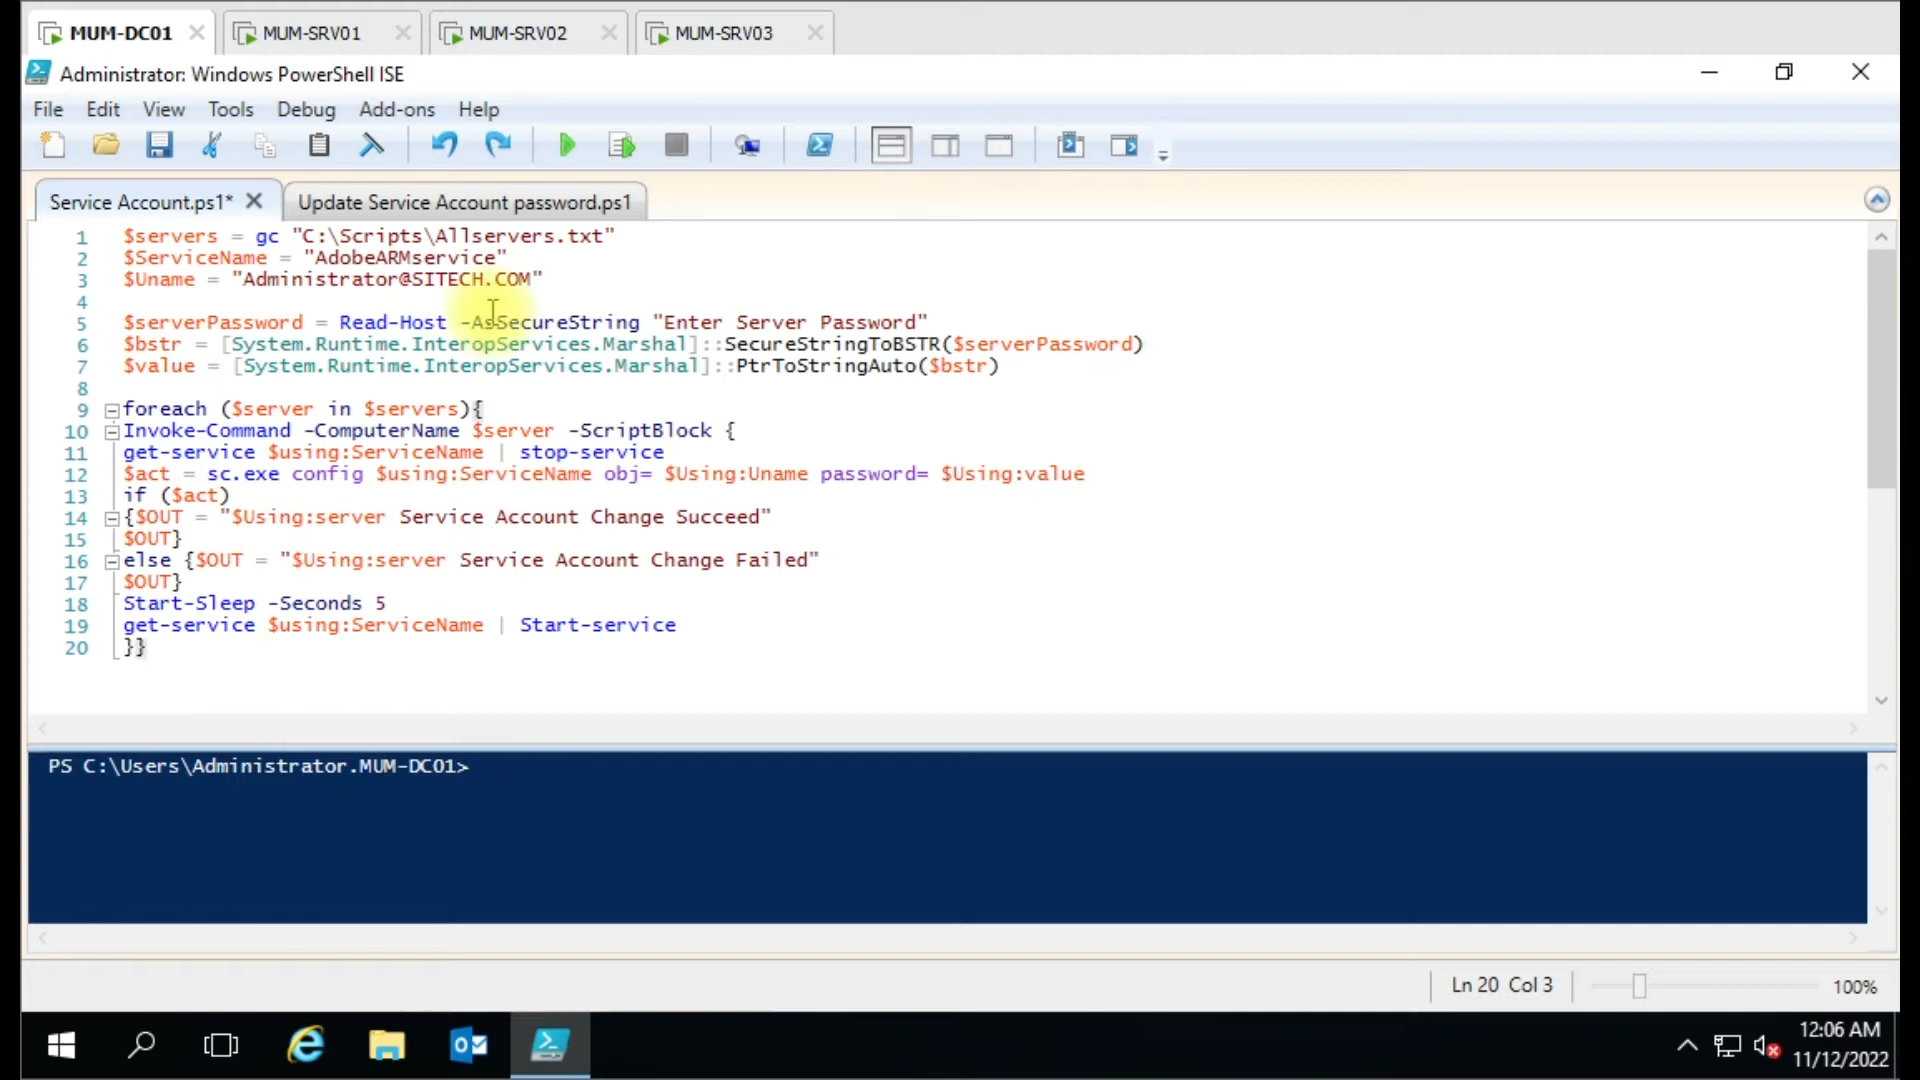 MUM-DC01 MUM-SRV01 MUM-SRV02 MUM-SRV03
Administrator: Windows PowerShell ISE
File Edit View Tools Debug Add-ons Help
Service Account.ps1* Update Service Account password.ps1
1 $servers = gc "C:\Scripts\Allservers.txt"
2 $ServiceName = "AdobeARMservice"
3 $Uname = "Administrator@SITECH.COM"
4
5 $serverPassword = Read-Host -AsSecureString "Enter Server Password"
6 $bstr = [System.Runtime.InteropServices.Marshal]::SecureStringToBSTR($serverPassword)
7 $value = [System.Runtime.InteropServices.Marshal]::PtrToStringAuto($bstr)
8
9 foreach ($server in $servers){
10 Invoke-Command -ComputerName $server -ScriptBlock {
11 get-service $using:ServiceName | stop-service
12 $act = sc.exe config $using:ServiceName obj= $Using:Uname password= $Using:value
13 if ($act)
14 {$OUT = "$Using:server Service Account Change Succeed"
15 $OUT}
16 else {$OUT = "$Using:server Service Account Change Failed"
17 $OUT}
18 Start-Sleep -Seconds 5
19 get-service $using:ServiceName | Start-service
20 }}
PS C:\Users\Administrator.MUM-DC01>
Ln 20 Col 3 100%
12:06 AM
11/12/2022